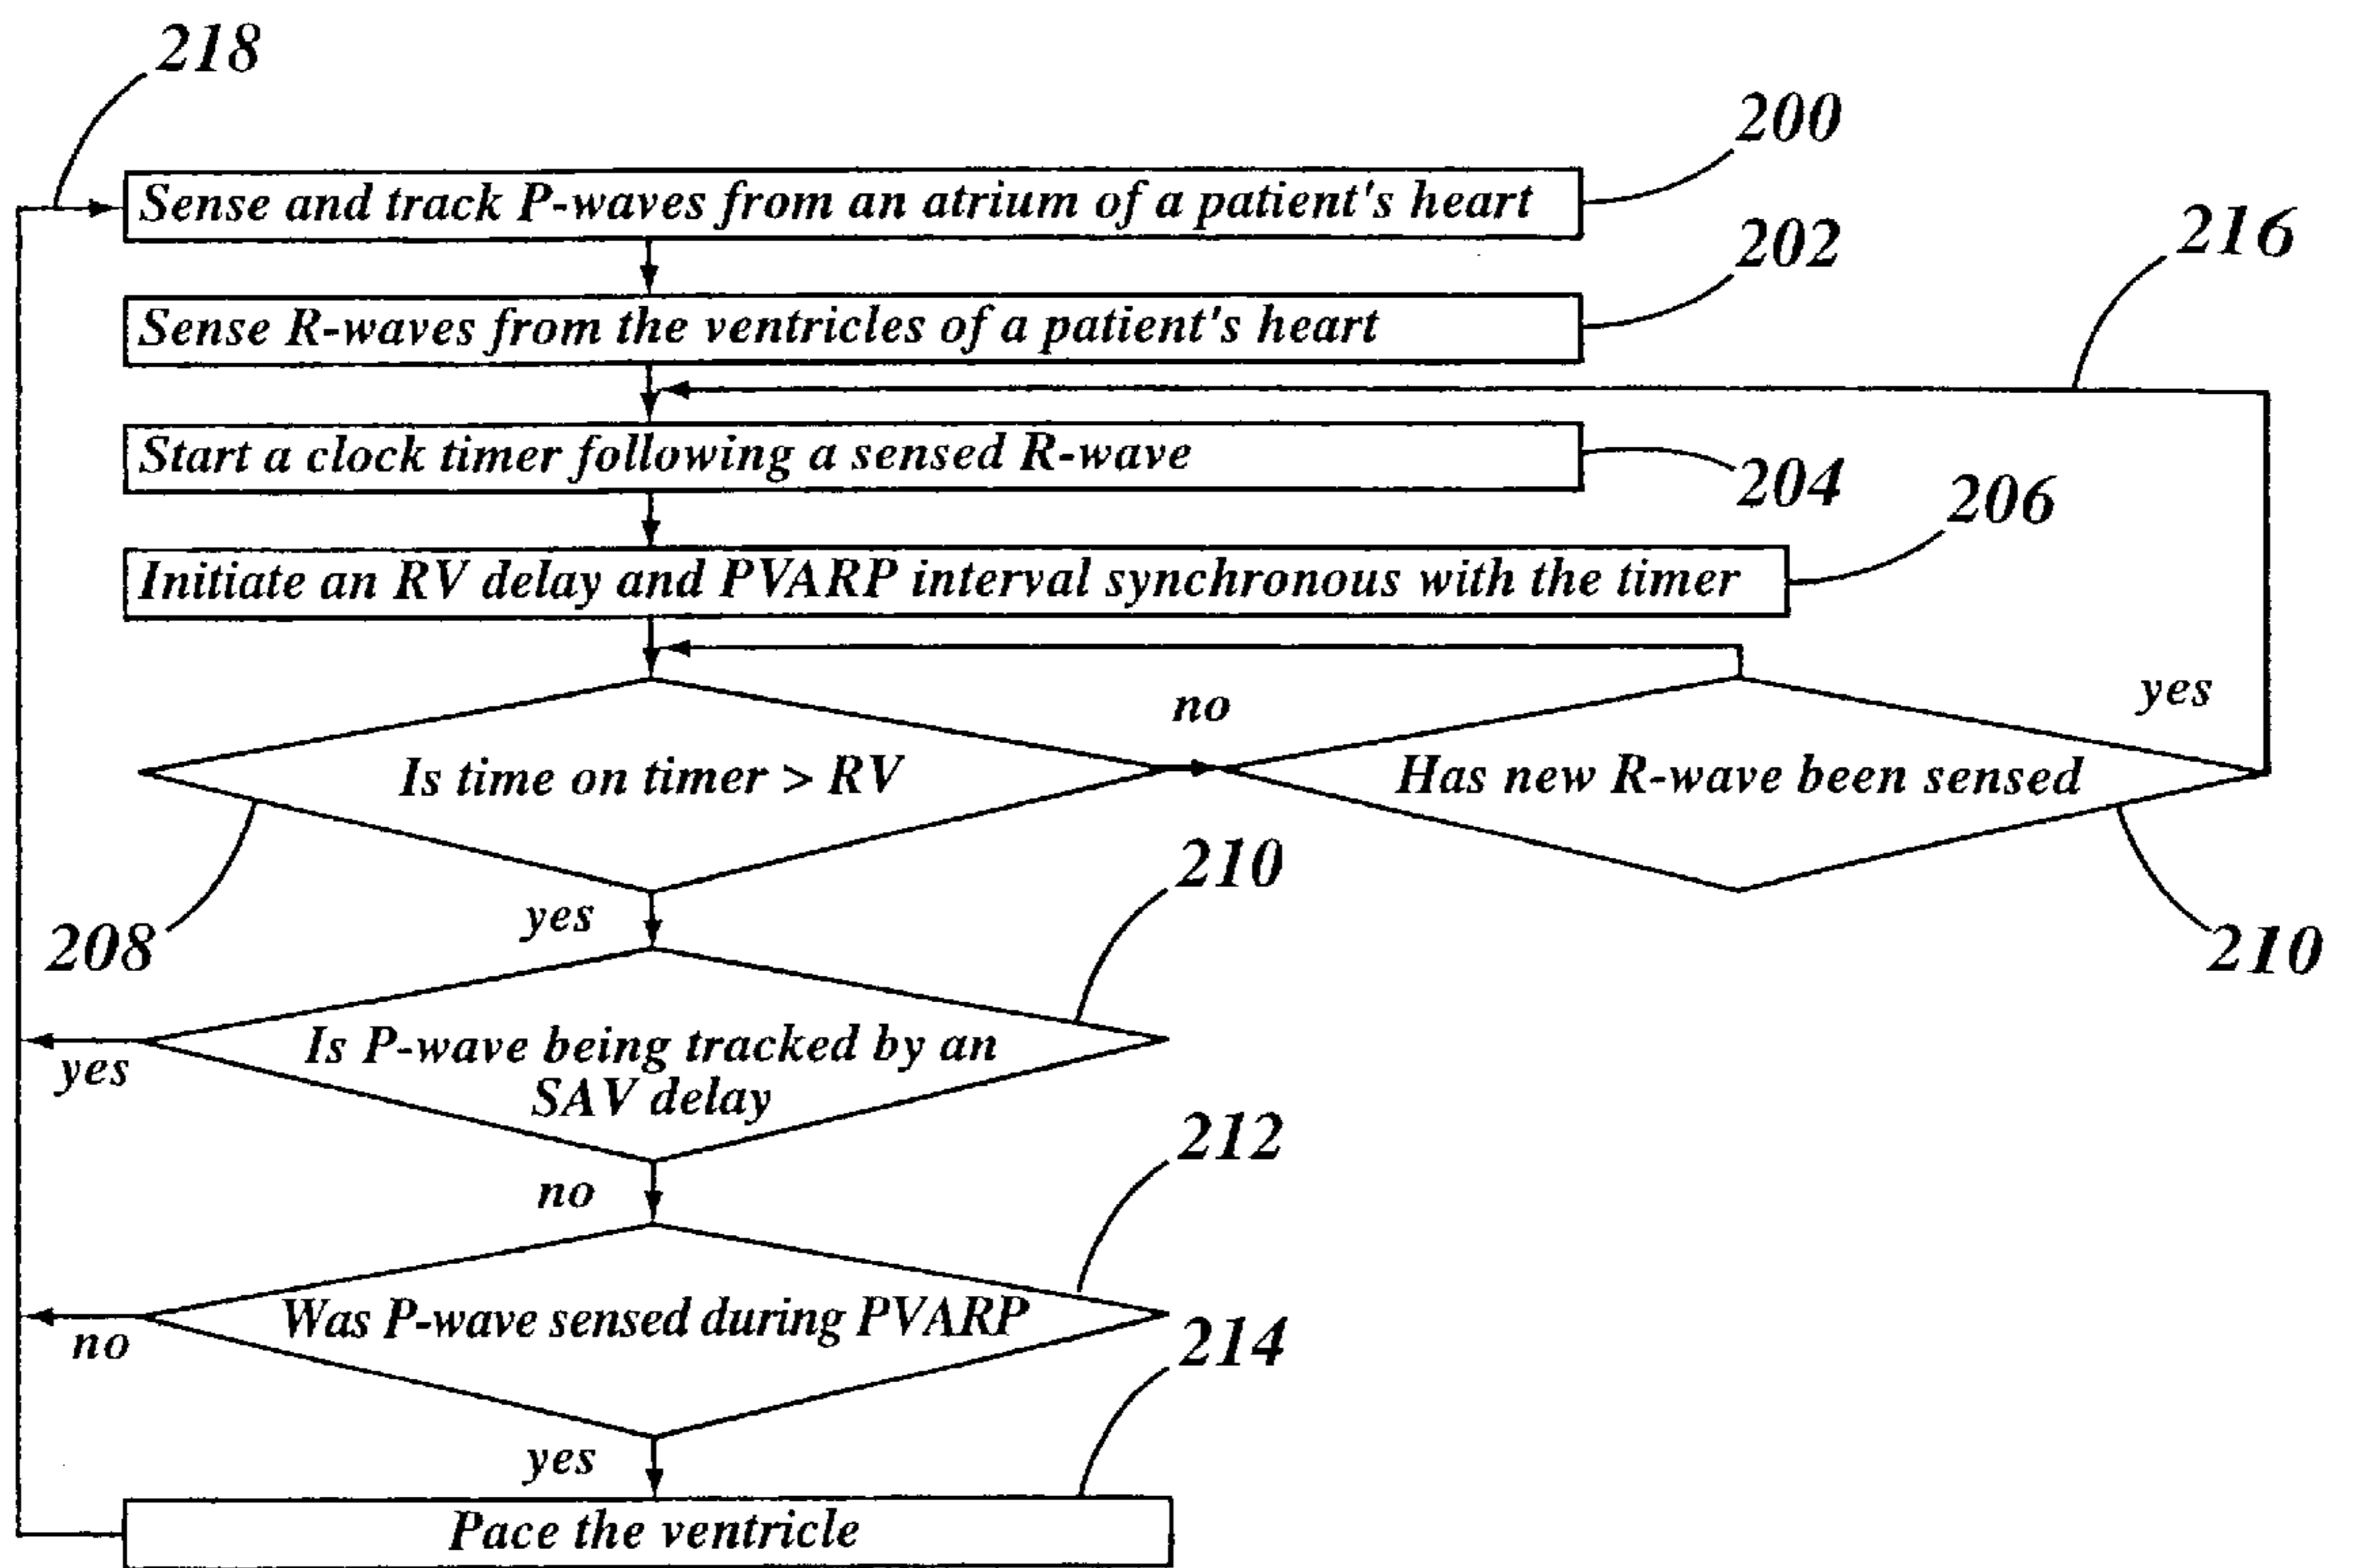 218
200
Sense and track P-waves from an atrium of a patient's heart
202
216
Sense R-waves from the ventricles of a patient's heart
Start a clock timer following a sensed R-wave
204
206
Initiate an RV delay and PVARP interval synchronous with the timer
no
yes
Is time on timer > RV
Has new R-wave been sensed
210
yes
208
210
Is P-wave being tracked by an
yes
SAV delay
212
no
Was P-wave sensed during PVARP
no
214
yes
Pace the ventricle